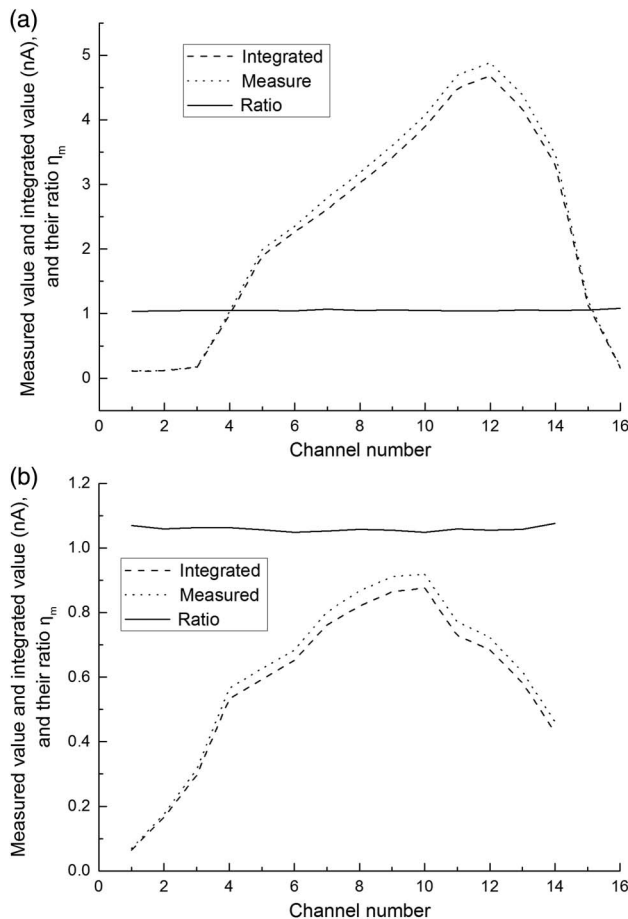 (a)
Measured value and integrated value (nA),
and their ratio ηm
5
4
3
2
1
0
Integrated
Measure
Ratio
0 2 4 6 8 10 12 14 16
Channel number
(b)
Measured value and integrated value (nA),
and their ratio ηm
1.2
1.0
0.8
0.6
0.4
0.2
0.0
Integrated
Measured
Ratio
0 2 4 6 8 10 12 14 16
Channel number